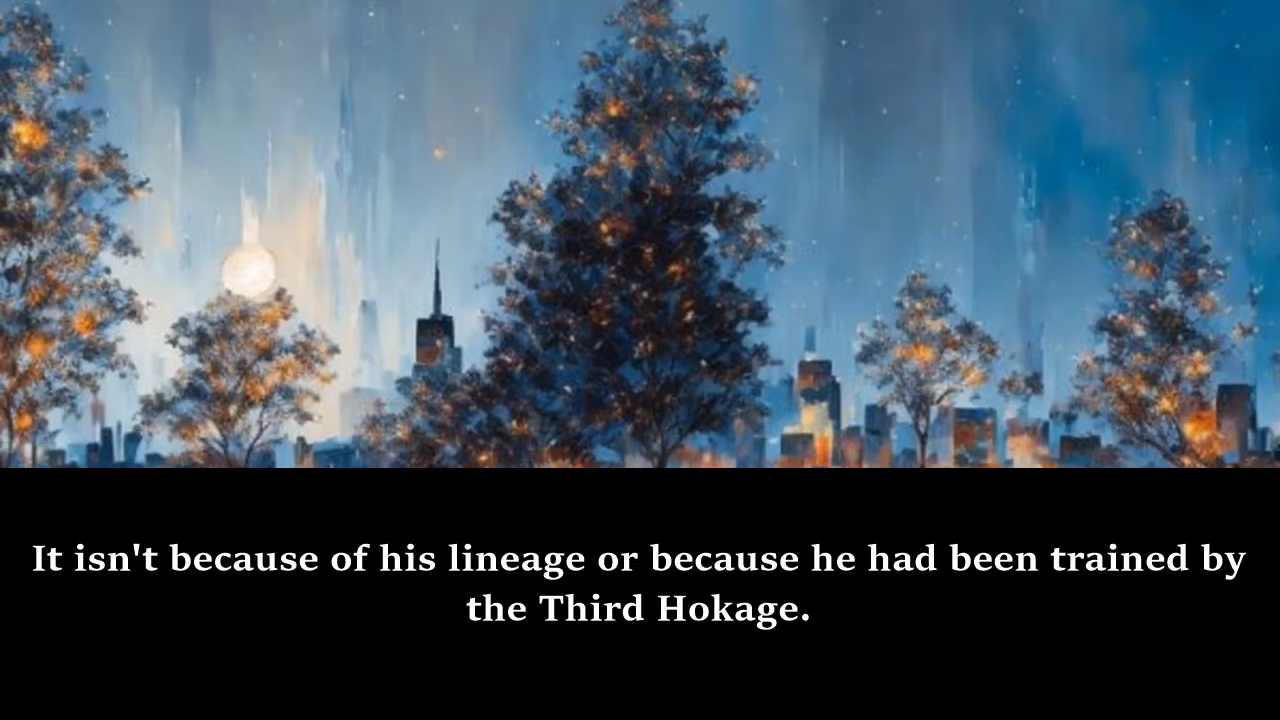 It isn't because of his lineage or because he had been trained by
the Third Hokage.